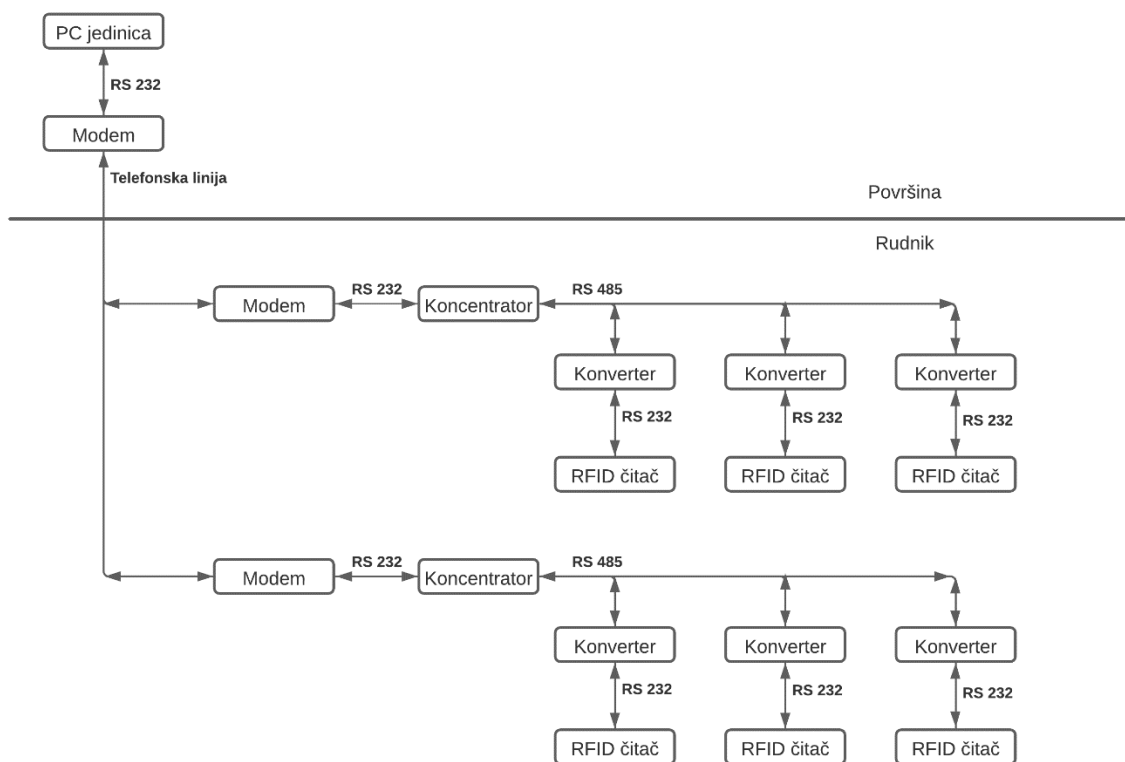 PC jedinica
RS 232
Modem
Telefonska linija
Površina
Rudnik
RS 232
RS 485
Modem
Koncentrator
Konverter
Konverter
Konverter
RS 232
RS 232
RS 232
RFID čitač
RFID čitač
RFID čitač
RS 232
RS 485
Modem
Koncentrator
Konverter
Konverter
Konverter
RS 232
RS 232
RS 232
RFID čitač
RFID čitač
RFID čitač